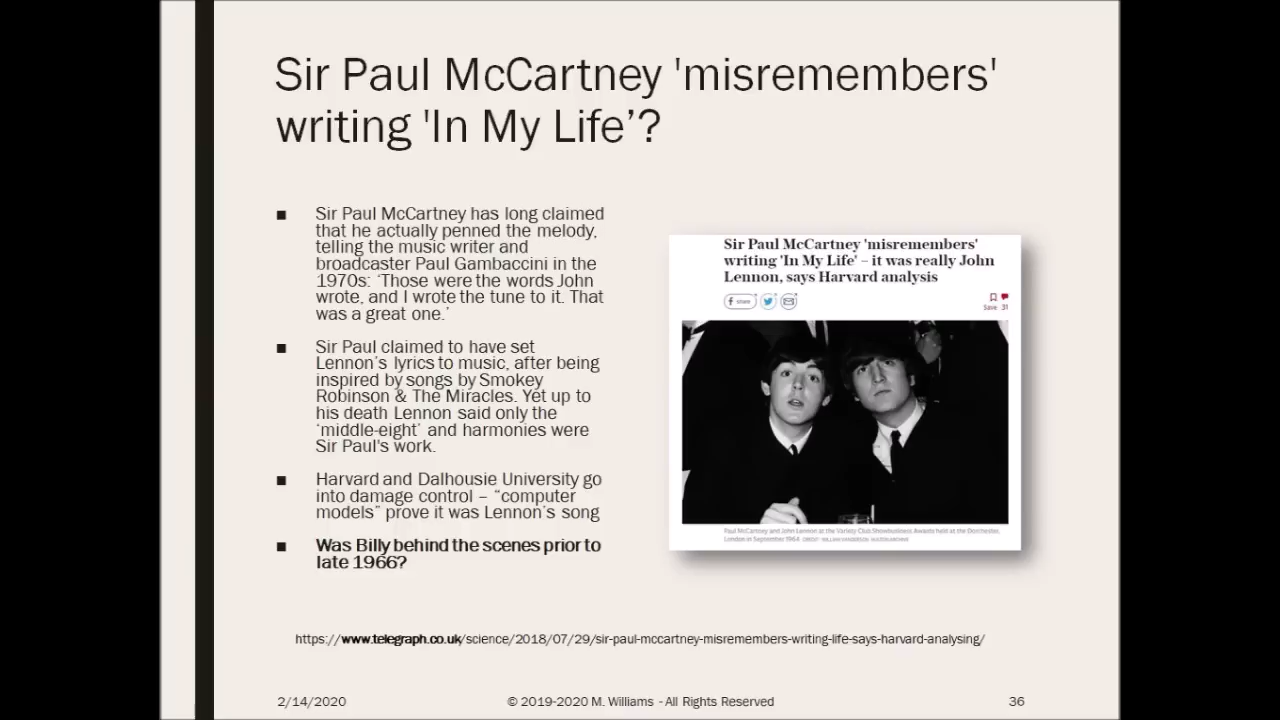 Sir Paul McCartney 'misremembers'
writing 'In My Life’?
■ Sir Paul McCartney has long claimed
that he actually penned the melody,
telling the music writer and
broadcaster Paul Gambaccini in the
1970s: ‘Those were the words John
wrote, and I wrote the tune to it. That
was a great one.’
■ Sir Paul claimed to have set
Lennon’s lyrics to music, after being
inspired by songs by Smokey
Robinson & The Miracles. Yet up to
his death Lennon said only the
‘middle-eight’ and harmonies were
Sir Paul's work.
■ Harvard and Dalhousie University go
into damage control – “computer
models” prove it was Lennon’s song
■ Was Billy behind the scenes prior to
late 1966?
Sir Paul McCartney 'misremembers'
writing 'In My Life' – it was really John
Lennon, says Harvard analysis
share
Save 31
Paul McCartney and John Lennon at the Variety Club Showbusiness Awards held at the Dorchester,
London in September 1964 CREDIT:
https://www.telegraph.co.uk/science/2018/07/29/sir-paul-mccartney-misremembers-writing-life-says-harvard-analysing/
2/14/2020
© 2019-2020 M. Williams - All Rights Reserved
36